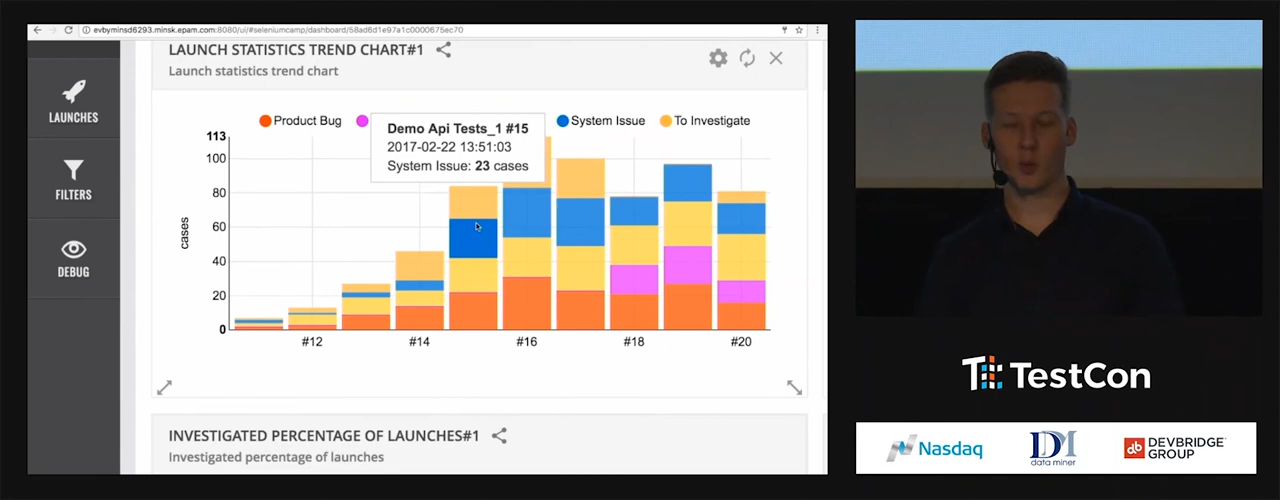 evbyminsd6293.minsk.epam.com:8080/ui/#seleniumcamp/dashboard/58ad6d1e97a1c0000675ec70
LAUNCHES
FILTERS
DEBUG
LAUNCH STATISTICS TREND CHART#1
Launch statistics trend chart
Product Bug
System Issue
To Investigate
Demo Api Tests_1 #15
2017-02-22 13:51:03
System Issue: 23 cases
cases
113
100
80
60
40
20
0
#12
#14
#16
#18
#20
INVESTIGATED PERCENTAGE OF LAUNCHES#1
Investigated percentage of launches
TestCon
Nasdaq
DM
data miner
db
DEVBRIDGE
GROUP